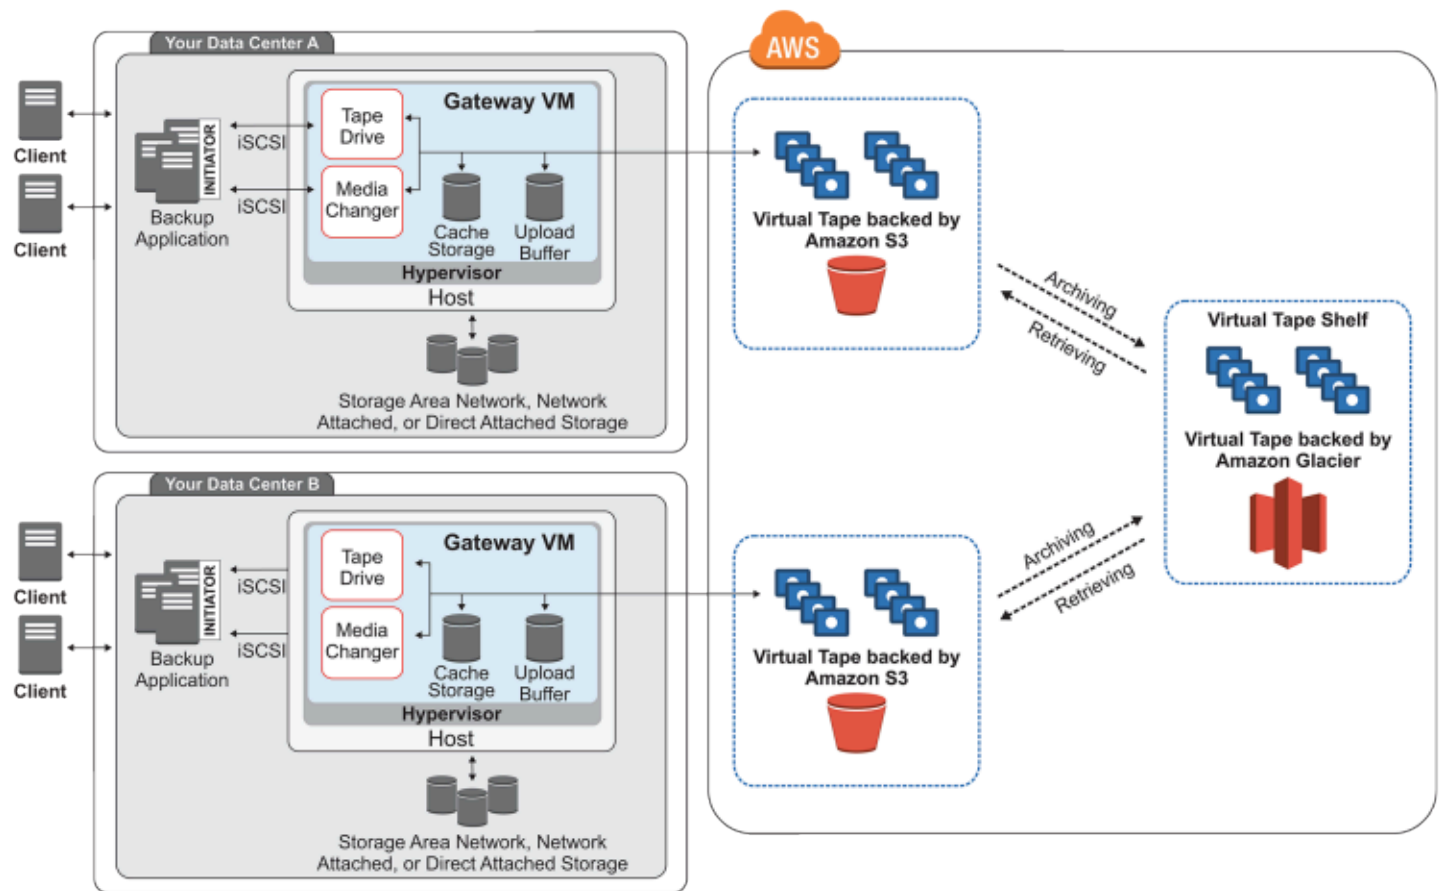 Your Data Center A
AWS
Client
Client
INITIATOR
Backup
Application
iSCSI
iSCSI
Gateway VM
Tape
Drive
Media
Changer
Cache
Storage
Upload
Buffer
Hypervisor
Host
Storage Area Network, Network
Attached, or Direct Attached Storage
Virtual Tape backed by
Amazon S3
Archiving
Retrieving
Virtual Tape Shelf
Virtual Tape backed by
Amazon Glacier
Your Data Center B
Client
Client
INITIATOR
Backup
Application
iSCSI
iSCSI
Gateway VM
Tape
Drive
Media
Changer
Cache
Storage
Upload
Buffer
Hypervisor
Host
Storage Area Network, Network
Attached, or Direct Attached Storage
Virtual Tape backed by
Amazon S3
Archiving
Retrieving